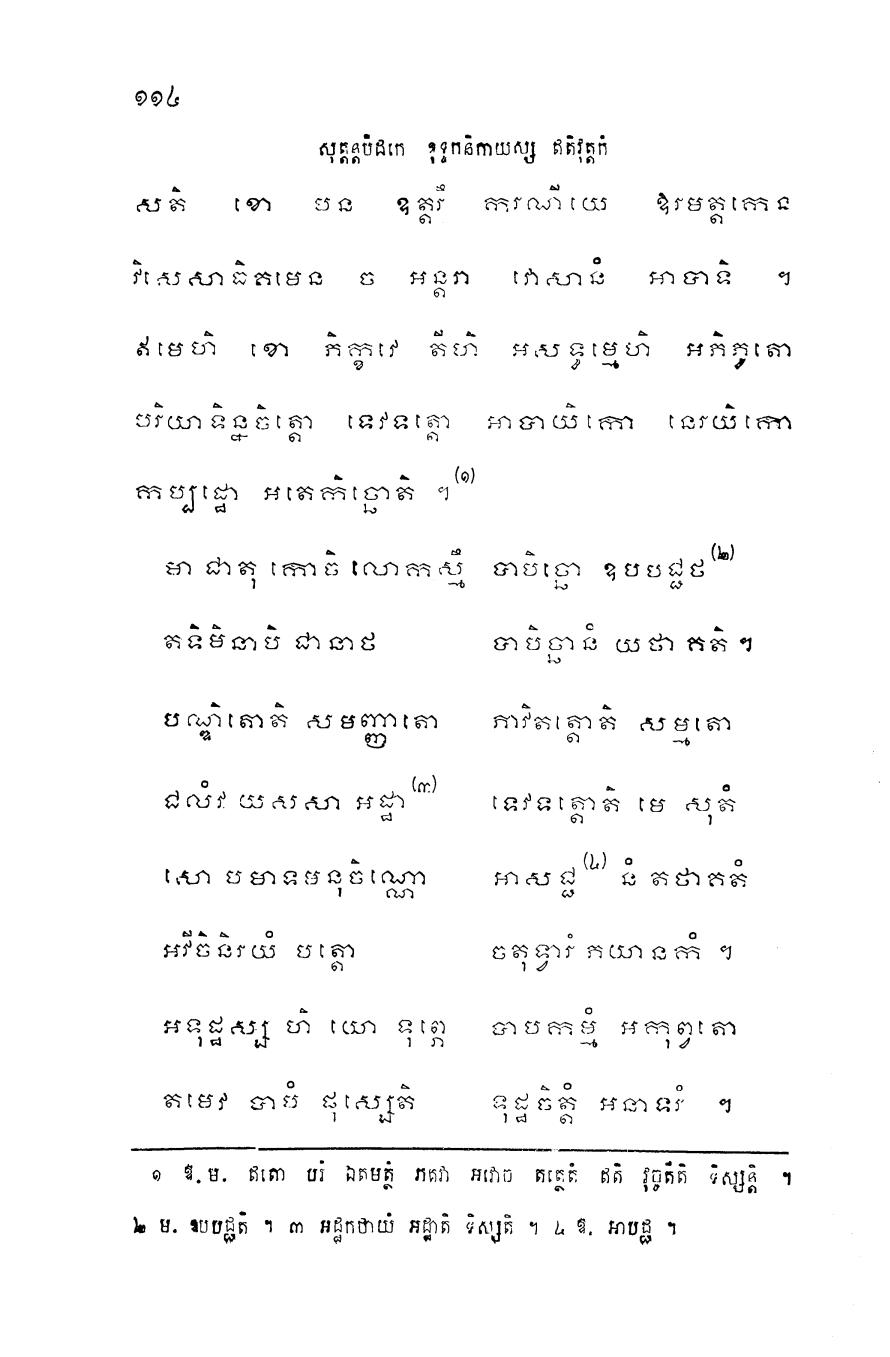 ១១៤
សុត្តន្តបិដកេ ខុទ្ទកនិកាយស្ស ឥតិវុត្តកំ
សតិ ខោ បន ឧត្តរឹ ករណីយេ ឱរមត្តកេន
វិសេសាធិគមេន ច អន្តរា វោសានំ អាបាទិ ។
ឥមេហិ ខោ ភិក្ខវេ តីហិ អសទ្ធម្មេហិ អភិភូតោ
បរិយាទិន្នចិត្តោ ទេវទត្តោ អាបាយិកោ នេរយិកោ
កប្បដ្ឋោ អតេកិច្ឆោតិ ។(១)
មា ជាតុ កោចិ លោកស្មឹ បាបិច្ឆោ ឧបបជ្ជថ(២)
តទិមិនាបិ ជានាថ បាបិច្ឆានំ យថា គតិ ។
បណ្ឌិតោតិ សមញ្ញាតោ ភាវិតត្តោតិ សម្មតោ
ជលំវ យសសា អដ្ឋា(៣) ទេវទត្តោតិ មេ សុតំ
សោ បមាទមនុចិណ្ណោ អាសជ្ជ(៤) នំ តថាគតំ
អវីចិនិរយំ បត្តោ ចតុទ្វារំ ភយានកំ ។
អទុដ្ឋស្ស ហិ យោ ទុព្ភេ បាបកម្មំ អកុព្វតោ
តមេវ បាបំ ផុស្សេតិ ទុដ្ឋចិត្តំ អនាទរំ ។
១ ឱ. ម. ឥតោ បរំ ឯតមត្ថំ ភគវា អវោច តត្ថេតំ ឥតិ វុច្ចតីតិ ទិស្សន្តិ ។
២ ម. ឧបបជ្ជតិ ។ ៣ អដ្ឋកថាយំ អដ្ឋាតិ ទិស្សតិ ។ ៤ ឱ. អាបជ្ជ ។